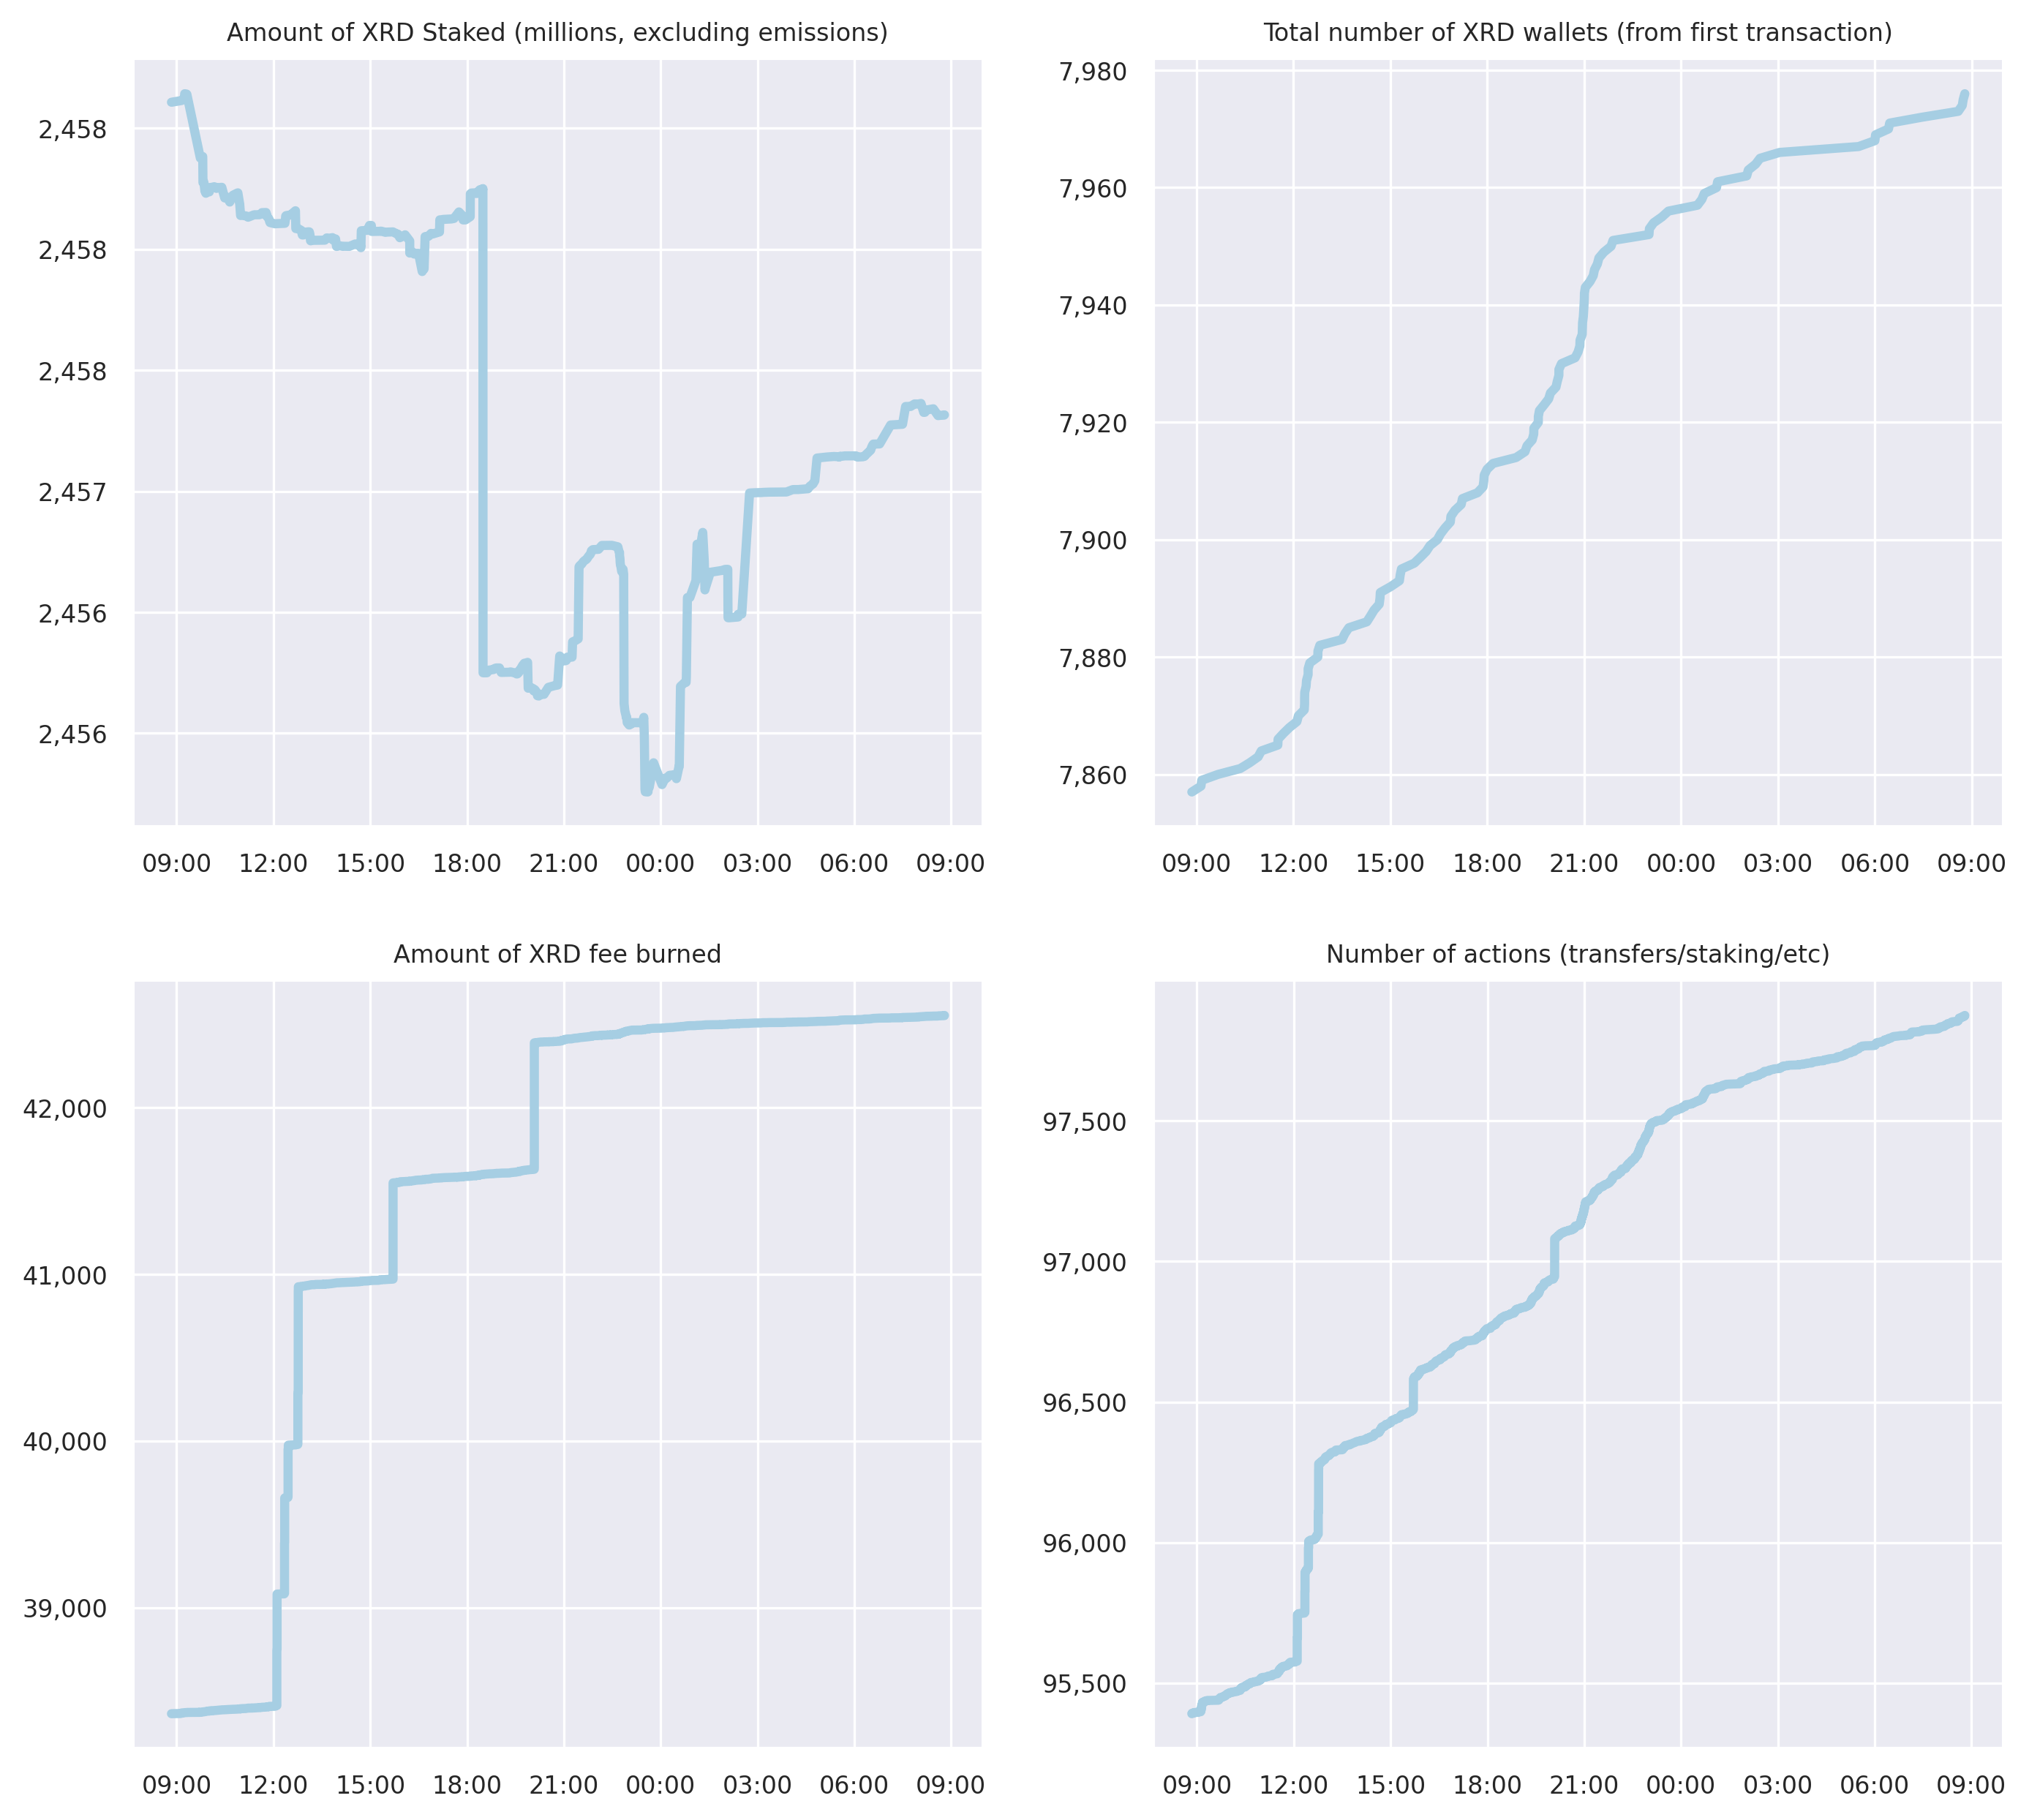 Amount of XRD Staked (millions, excluding emissions)
2,458
2,458
2,458
2,457
2,456
2,456
09:00 12:00 15:00 18:00 21:00 00:00 03:00 06:00 09:00
Total number of XRD wallets (from first transaction)
7,980
7,960
7,940
7,920
7,900
7,880
7,860
09:00 12:00 15:00 18:00 21:00 00:00 03:00 06:00 09:00
Amount of XRD fee burned
42,000
41,000
40,000
39,000
09:00 12:00 15:00 18:00 21:00 00:00 03:00 06:00 09:00
Number of actions (transfers/staking/etc)
97,500
97,000
96,500
96,000
95,500
09:00 12:00 15:00 18:00 21:00 00:00 03:00 06:00 09:00